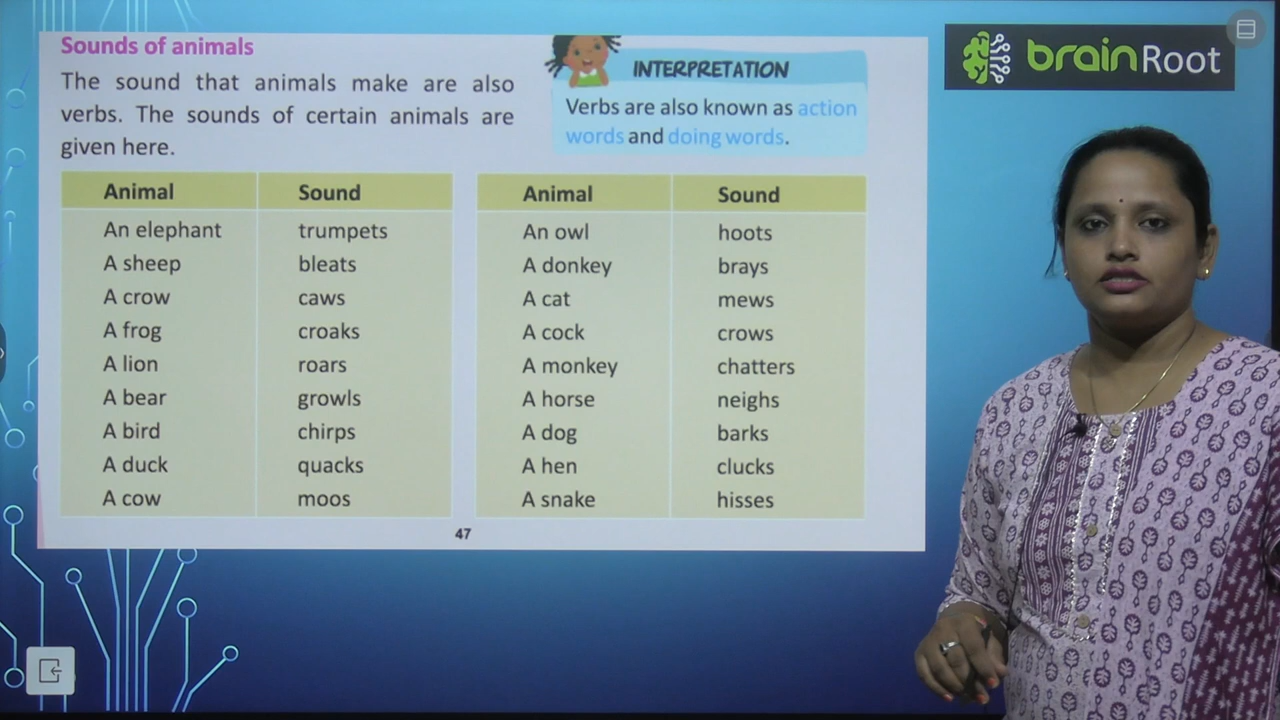 Sounds of animals
The sound that animals make are also
verbs. The sounds of certain animals are
given here.
INTERPRETATION
Verbs are also known as action
words and doing words.
brainRoot
Animal Sound
An elephant trumpets
A sheep bleats
A crow caws
A frog croaks
A lion roars
A bear growls
A bird chirps
A duck quacks
A cow moos
Animal Sound
An owl hoots
A donkey brays
A cat mews
A cock crows
A monkey chatters
A horse neighs
A dog barks
A hen clucks
A snake hisses
47